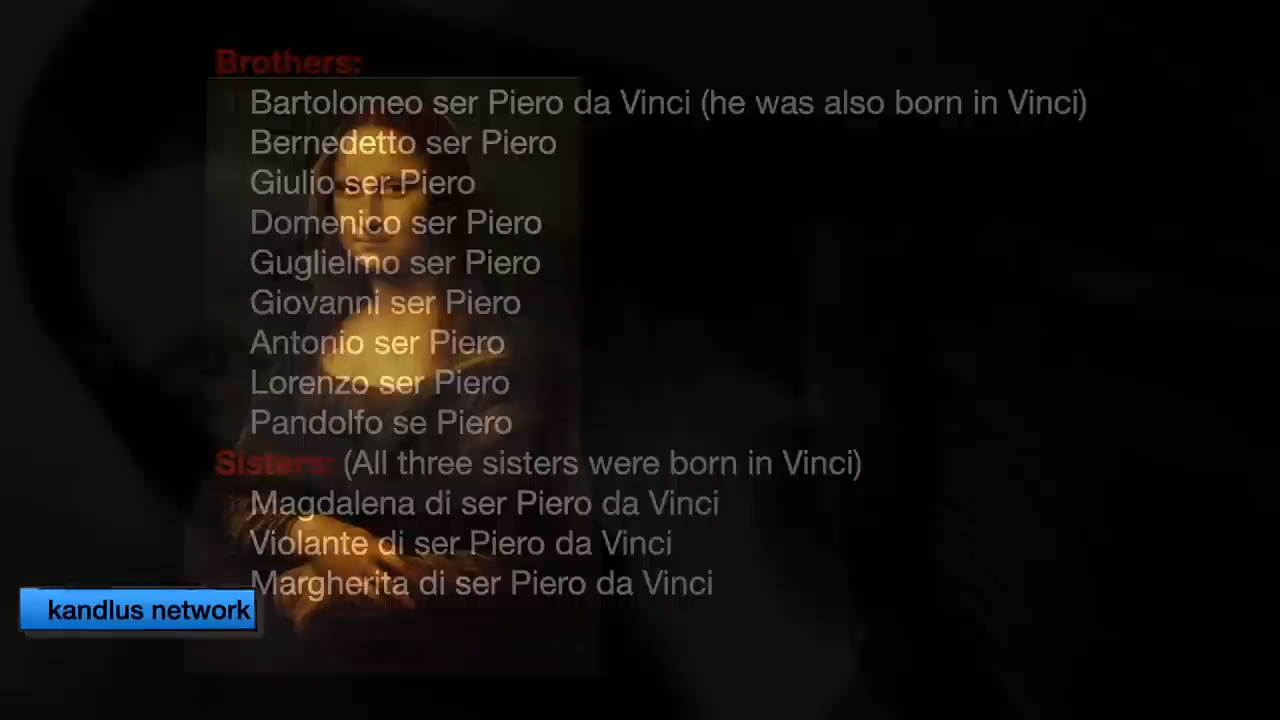 Brothers:
Bartolomeo ser Piero da Vinci (he was also born in Vinci)
Bernedetto ser Piero
Giulio ser Piero
Domenico ser Piero
Guglielmo ser Piero
Giovanni ser Piero
Antonio ser Piero
Lorenzo ser Piero
Pandolfo se Piero
Sisters: (All three sisters were born in Vinci)
Magdalena di ser Piero da Vinci
Violante di ser Piero da Vinci
Margherita di ser Piero da Vinci
kandlus network